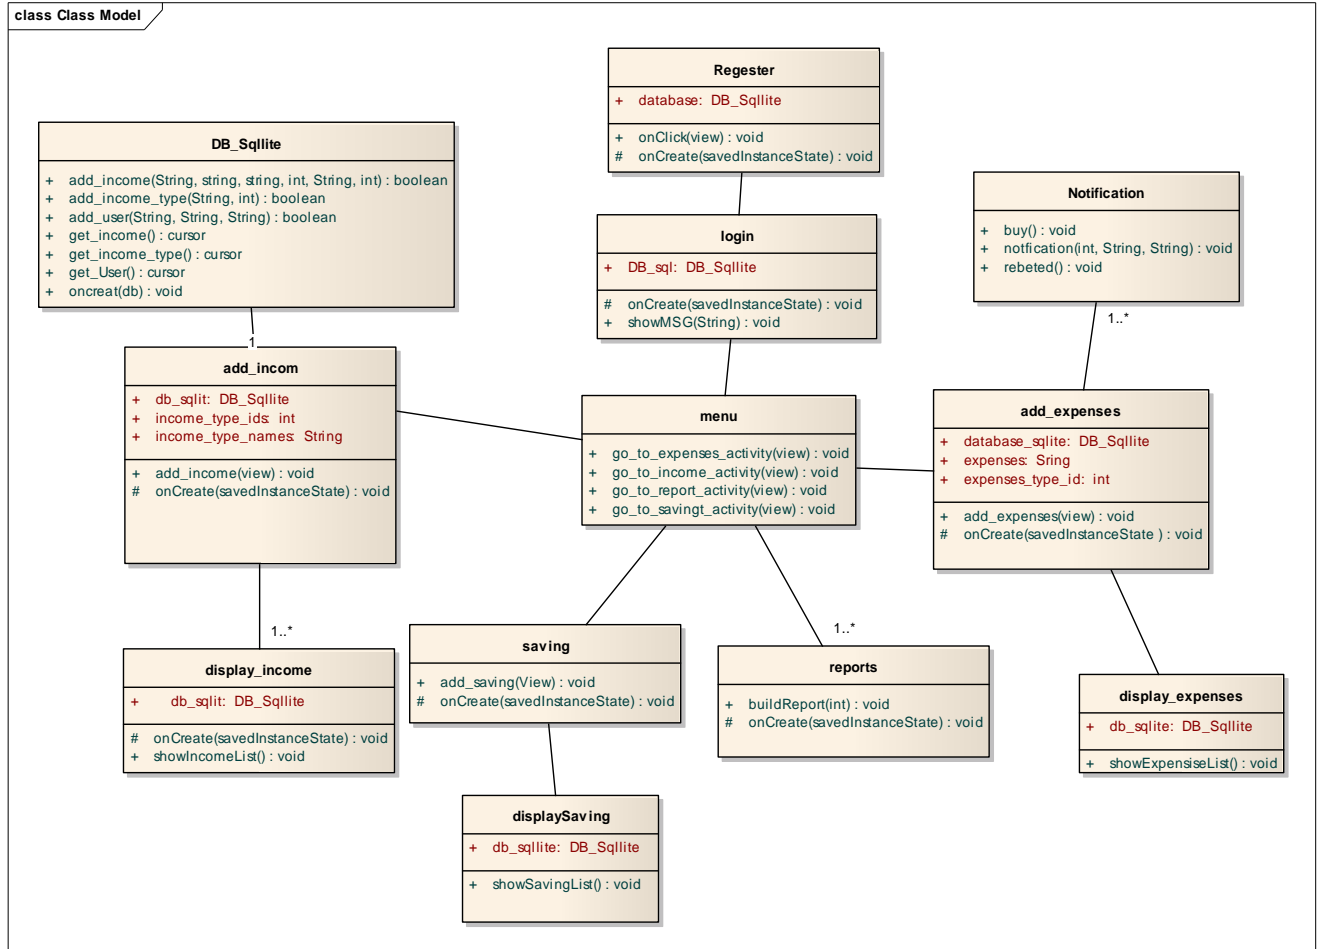 class Class Model
Regester
+ database: DB_Sqllite
+ onClick(view) : void
# onCreate(savedInstanceState) : void
DB_Sqllite
+ add_income(String, string, string, int, String, int) : boolean
+ add_income_type(String, int) : boolean
+ add_user(String, String, String) : boolean
+ get_income() : cursor
+ get_income_type() : cursor
+ get_User() : cursor
+ oncreat(db) : void
Notification
+ buy() : void
+ notfication(int, String, String) : void
+ rebeted() : void
login
+ DB_sql: DB_Sqllite
# onCreate(savedInstanceState) : void
+ showMSG(String) : void
1
1..*
add_incom
+ db_sqlit: DB_Sqllite
+ income_type_ids: int
+ income_type_names: String
+ add_income(view) : void
# onCreate(savedInstanceState) : void
menu
+ go_to_expenses_activity(view) : void
+ go_to_income_activity(view) : void
+ go_to_report_activity(view) : void
+ go_to_savingt_activity(view) : void
add_expenses
+ database_sqlite: DB_Sqllite
+ expenses: Sring
+ expenses_type_id: int
+ add_expenses(view) : void
# onCreate(savedInstanceState ) : void
1..*
1..*
display_income
+ db_sqlit: DB_Sqllite
# onCreate(savedInstanceState) : void
+ showIncomeList() : void
saving
+ add_saving(View) : void
# onCreate(savedInstanceState) : void
reports
+ buildReport(int) : void
# onCreate(savedInstanceState) : void
display_expenses
+ db_sqlite: DB_Sqllite
+ showExpensiseList() : void
displaySaving
+ db_sqllite: DB_Sqllite
+ showSavingList() : void